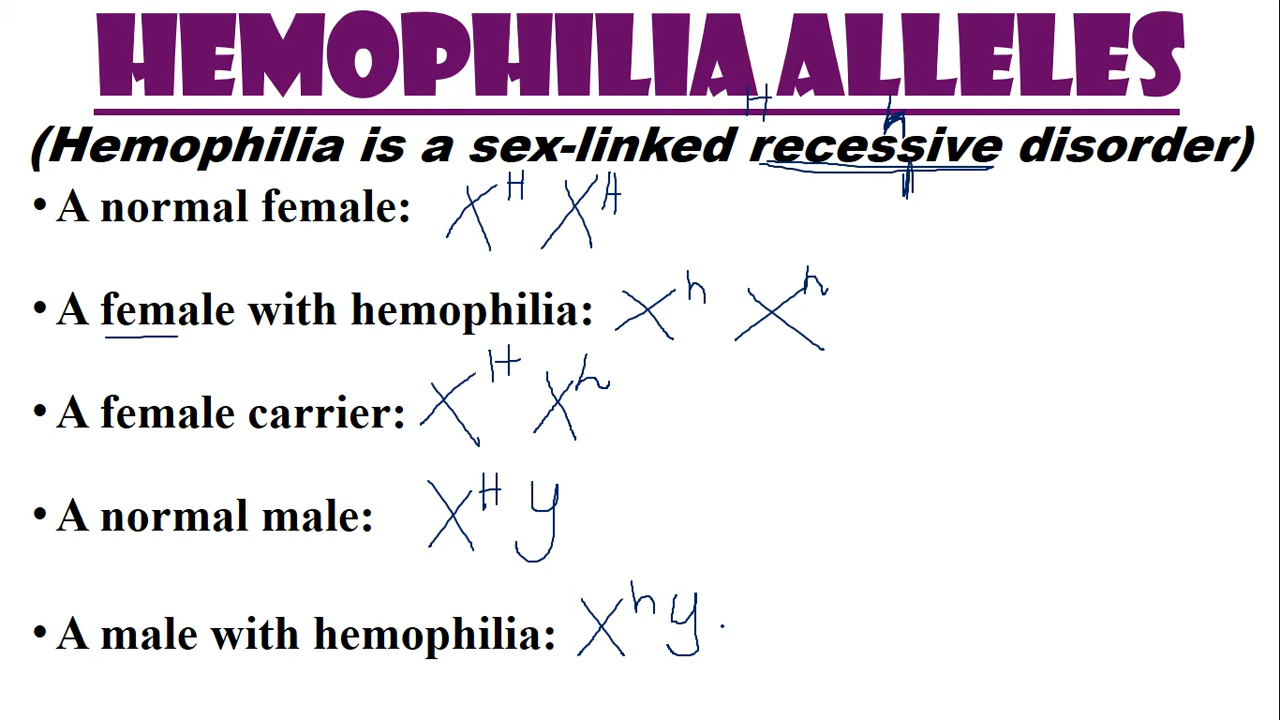 HEMOPHILIA ALLELES
H h
(Hemophilia is a sex-linked recessive disorder)
h
• A normal female: X^H X^H
• A female with hemophilia: X^h X^h
• A female carrier: X^H X^h
• A normal male: X^H y
• A male with hemophilia: X^h y